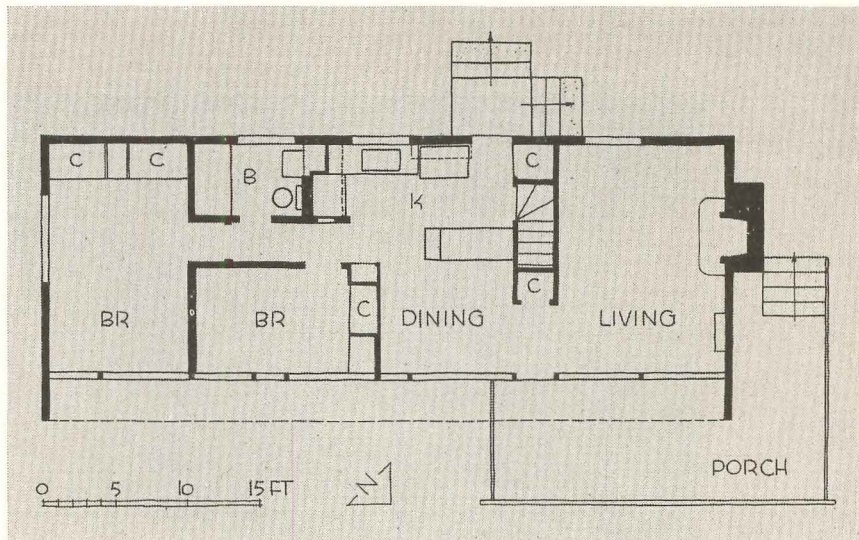 C C C
B
K
C
BR BR C DINING LIVING
PORCH
0 5 10 15 FT
N